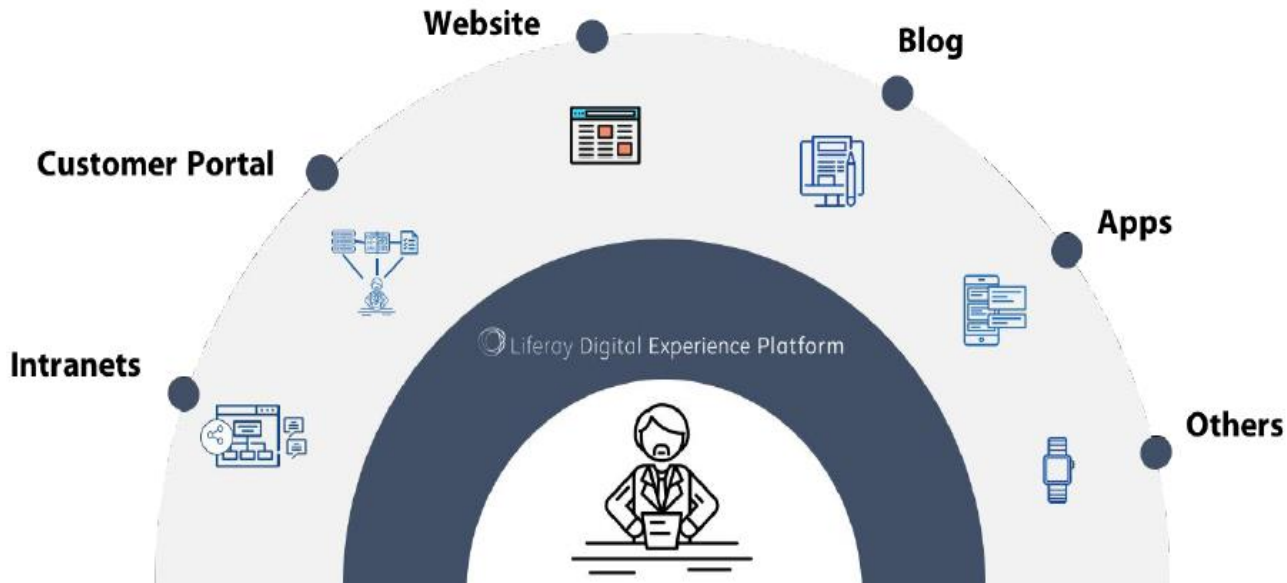 Website
Blog
Customer Portal
Apps
Intranets
Liferay Digital Experience Platform
Others